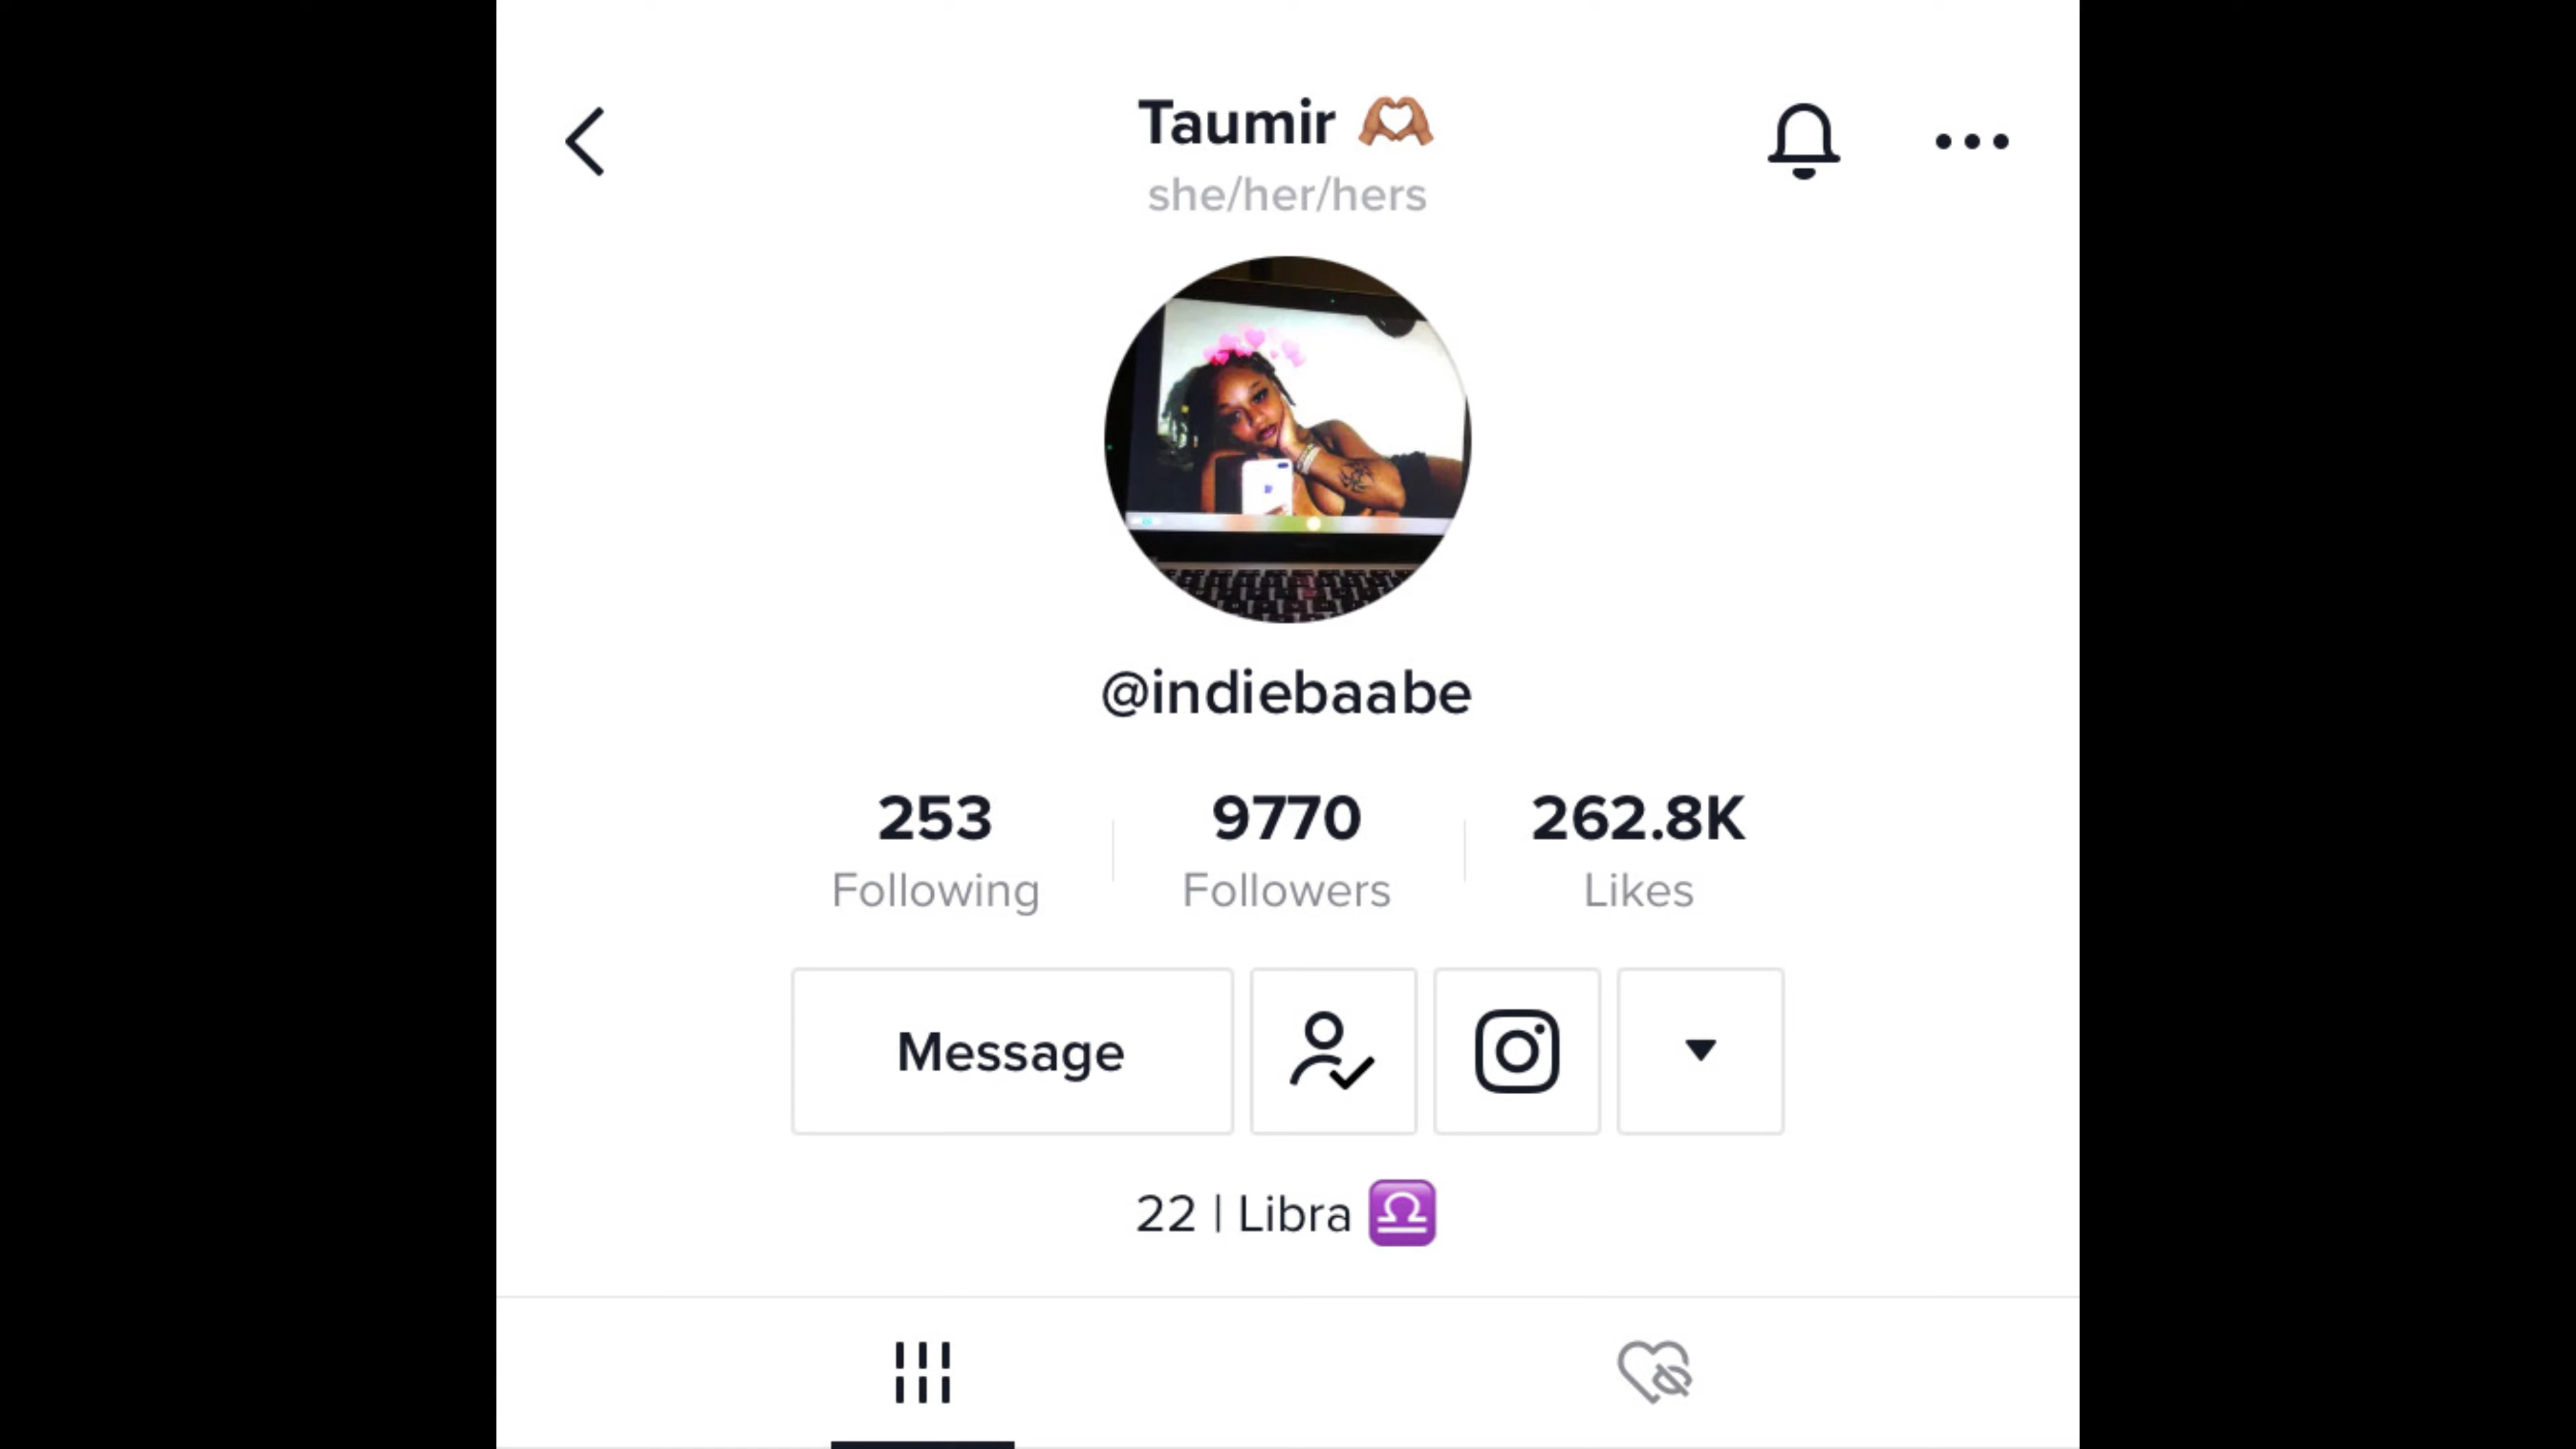 Taumir 🫶🏽
she/her/hers
@indiebaabe
253 9770 262.8K
Following Followers Likes
Message
22 | Libra ♎